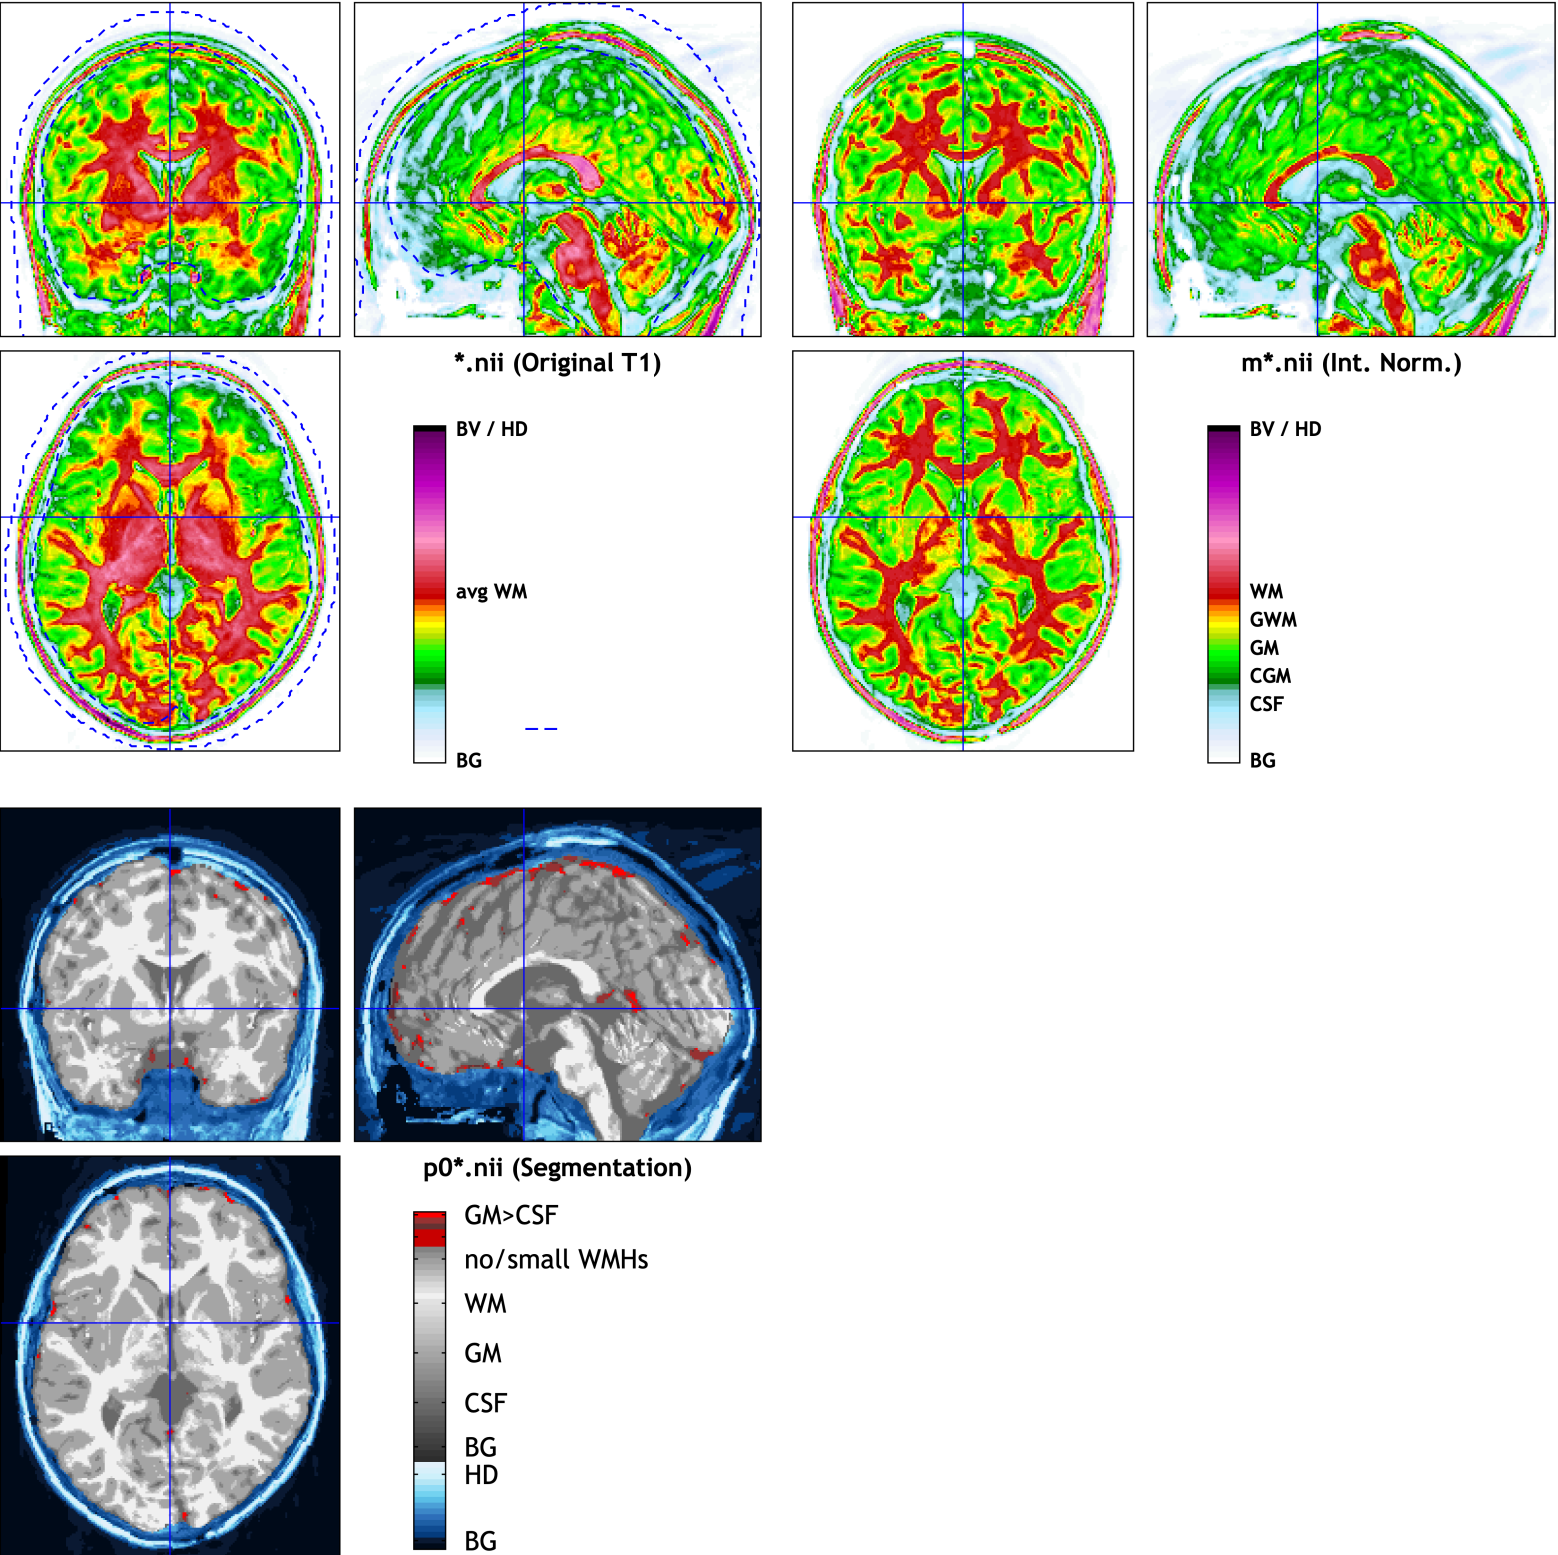 *.nii (Original T1)
BV / HD
avg WM
BG
m*.nii (Int. Norm.)
BV / HD
WM
GWM
GM
CGM
CSF
BG
p0*.nii (Segmentation)
GM>CSF
no/small WMHs
WM
GM
CSF
BG
HD
BG